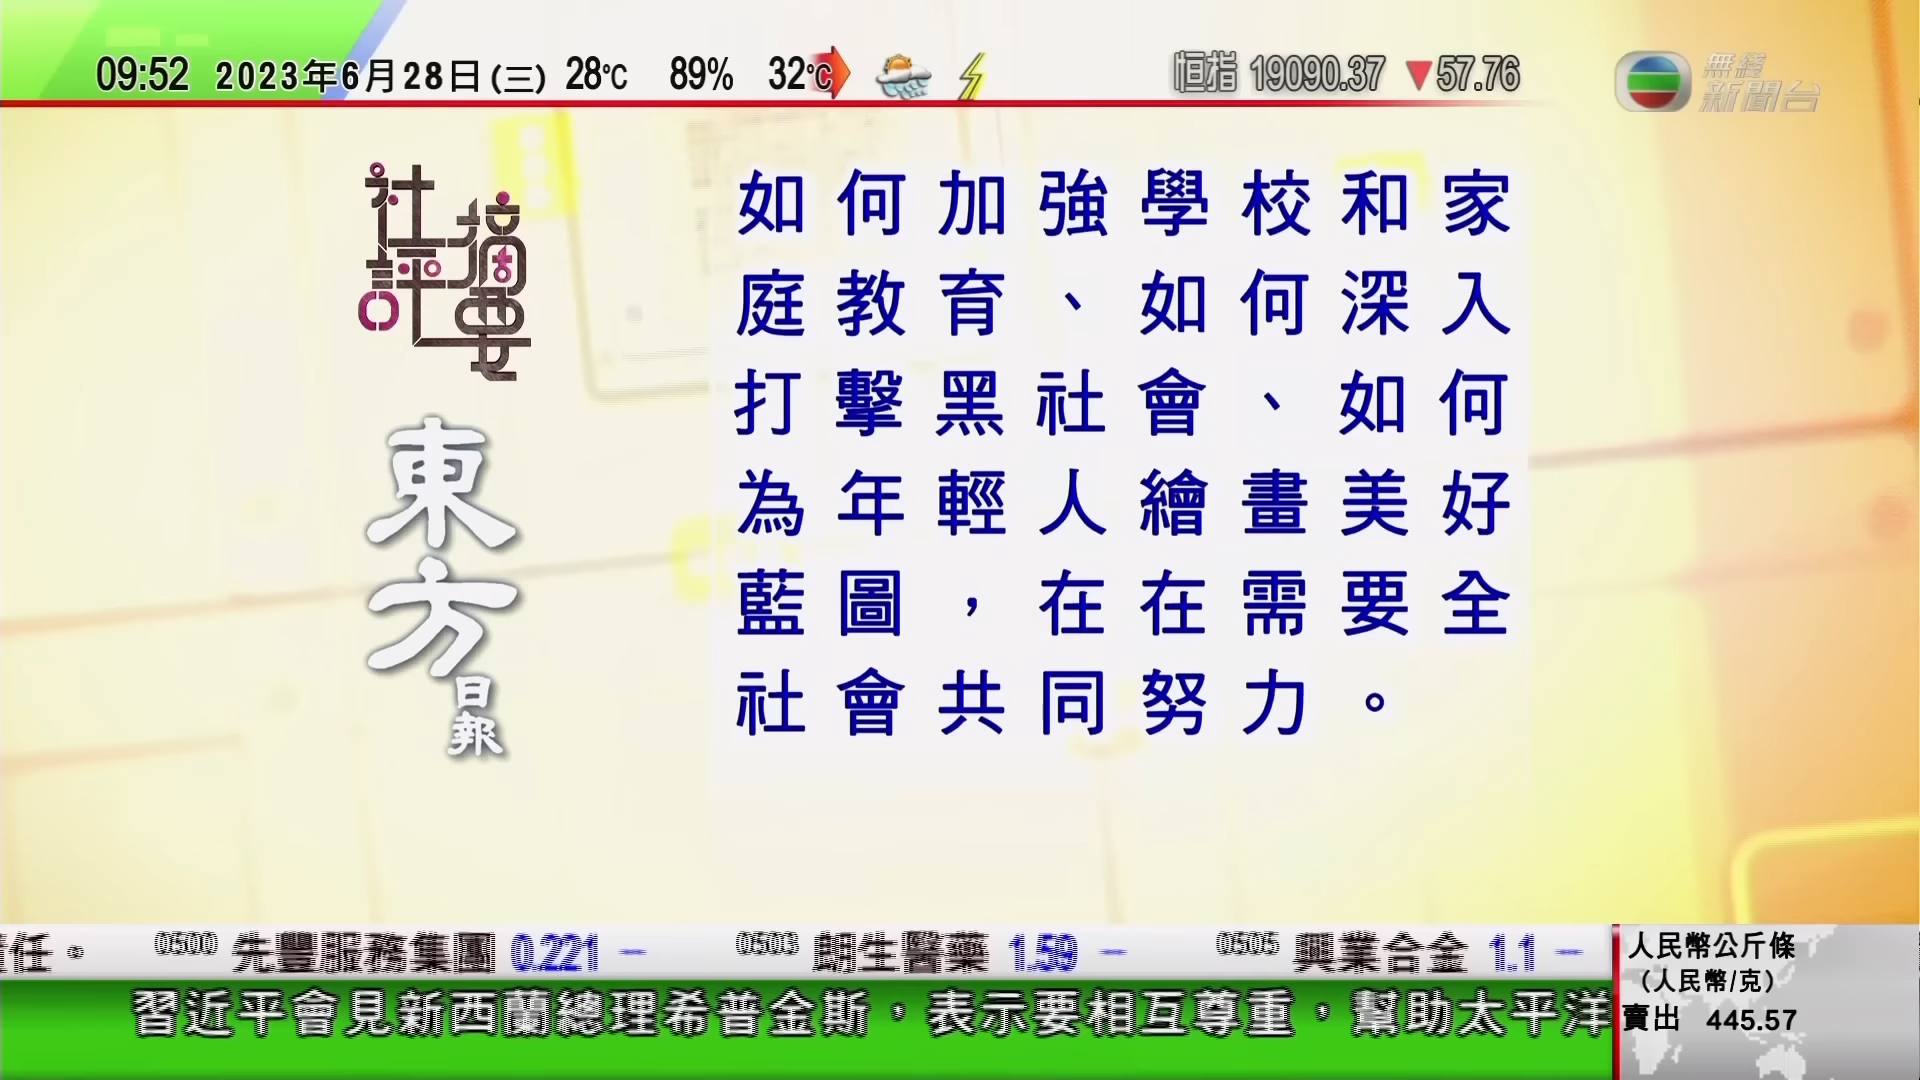 09:52 2023年6月28日(三) 28℃ 89% 32℃ 恒指 19090.37 ▼57.76
無綫
新聞台
社評摘要
東方日報
如何加強學校和家
庭教育、如何深入
打擊黑社會、如何
為年輕人繪畫美好
藍圖，在在需要全
社會共同努力。
責任。 0500 先豐服務集團 0.221 － 0503 朗生醫藥 1.59 － 0505 興業合金 1.1 －
習近平會見新西蘭總理希普金斯，表示要相互尊重，幫助太平洋
人民幣公斤條
（人民幣/克）
賣出 445.57